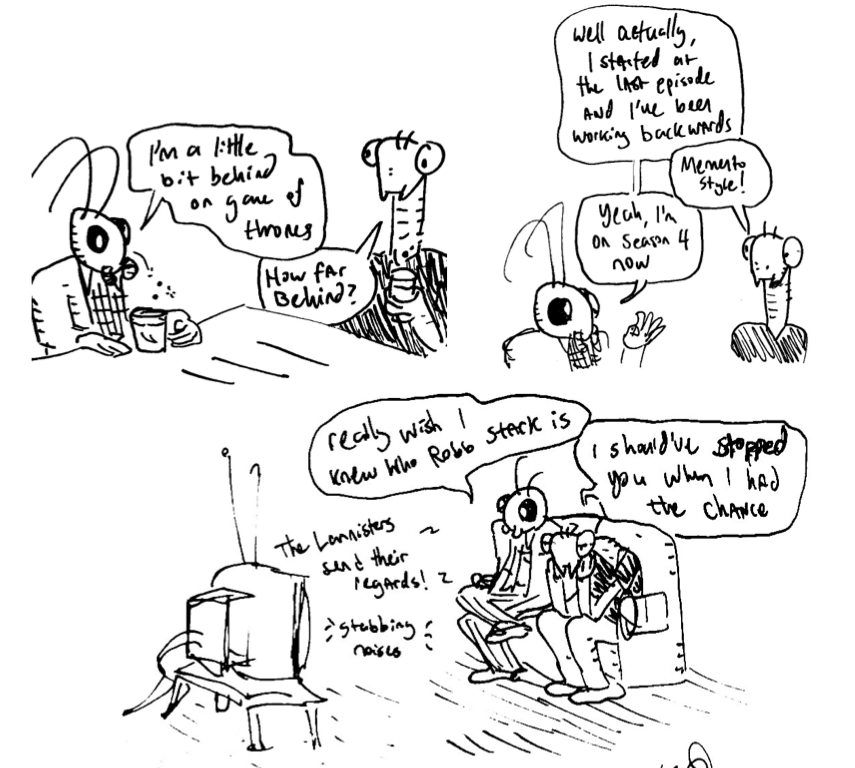 I'm a little
bit behind
on game of
thrones
How far
Behind?
Well actually,
I started at
the last episode
and I've been
working backwards
Memento
style!
Yeah, I'm
on season 4
now
really wish I
knew who Robb Stark is
I should've stopped
you when I had
the chance
The Lannisters
send their
regards!
stabbing
noises